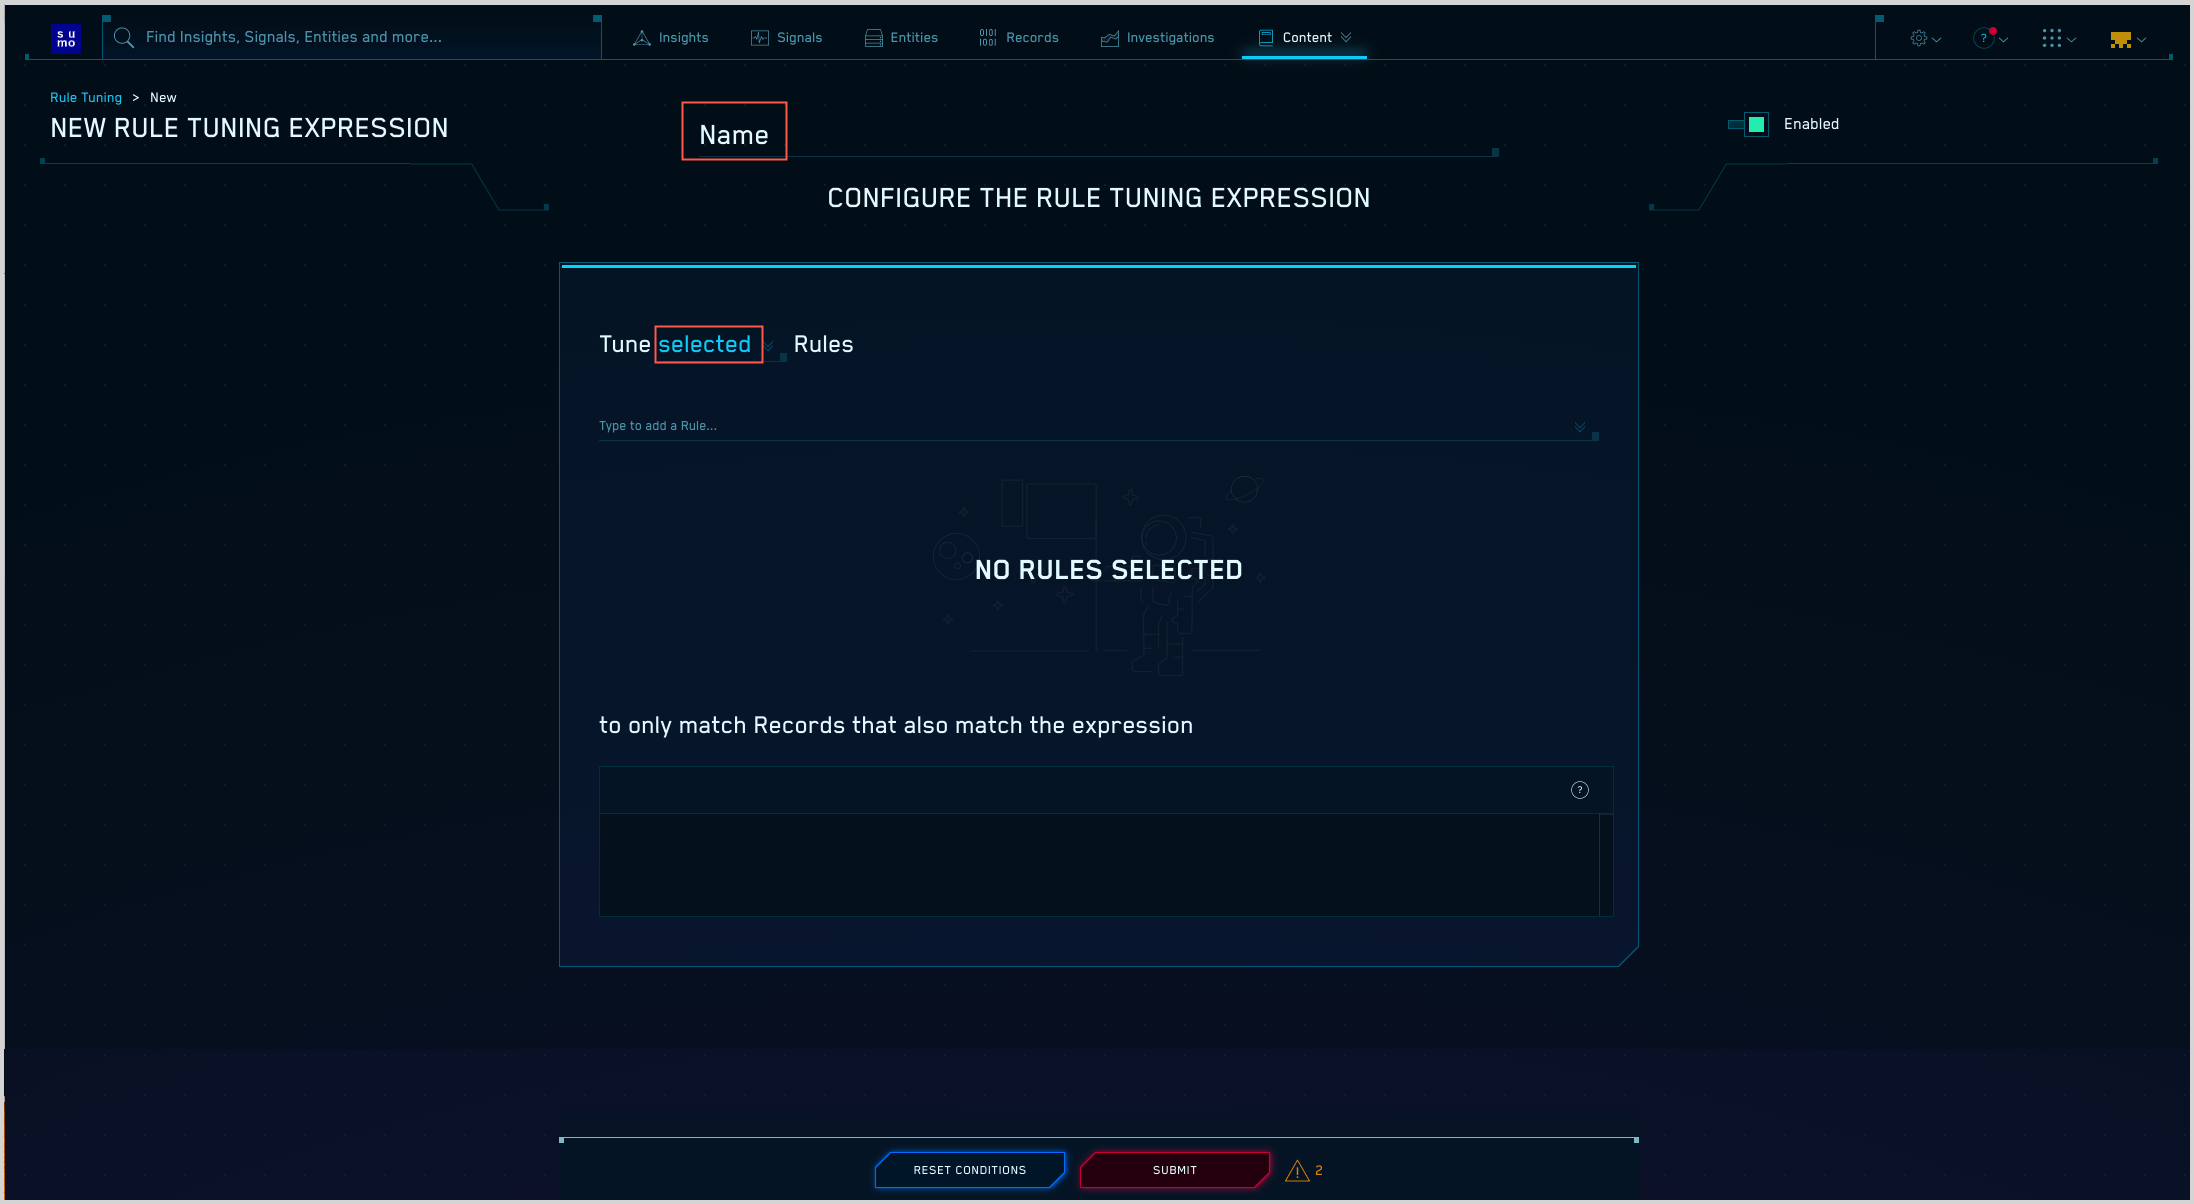 su
mo
Find Insights, Signals, Entities and more...
Insights
Signals
Entities
0101
1001
Records
Investigations
Content
?
Rule Tuning > New
NEW RULE TUNING EXPRESSION
Name
Enabled
CONFIGURE THE RULE TUNING EXPRESSION
Tune selected Rules
Type to add a Rule...
NO RULES SELECTED
to only match Records that also match the expression
?
RESET CONDITIONS
SUBMIT
2